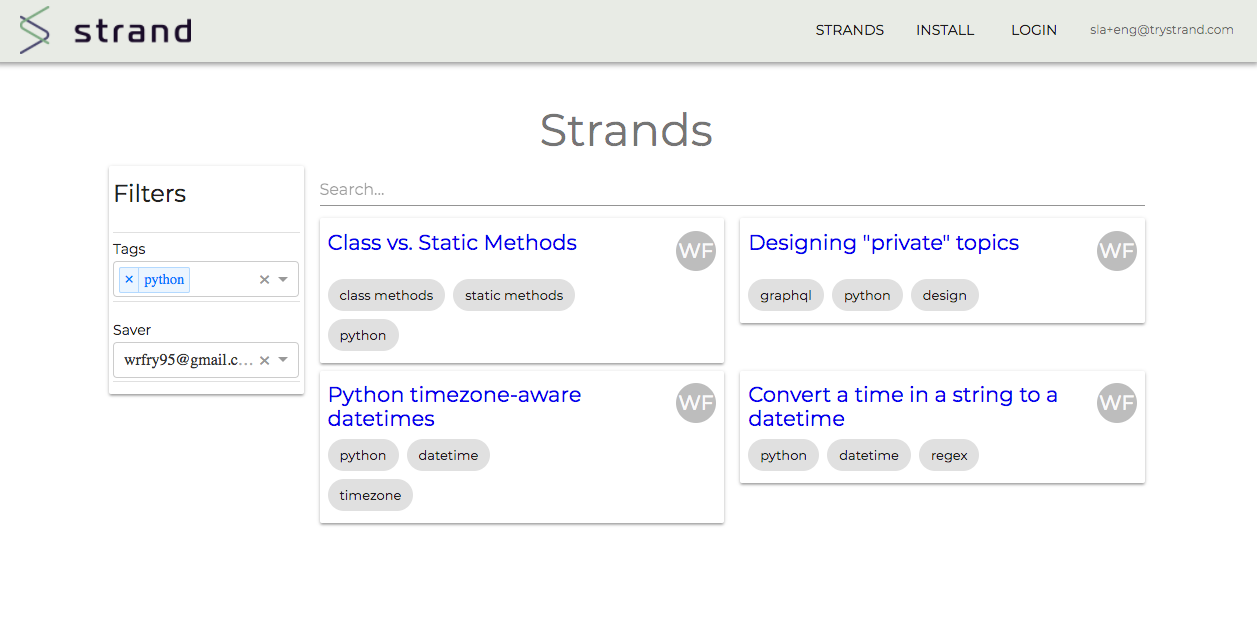 strand
STRANDS INSTALL LOGIN sla+eng@trystrand.com
Strands
Filters
Tags
× python × 
Saver
wrfry95@gmail.c... ×
Search...
Class vs. Static Methods
WF
class methods static methods
python
Designing "private" topics
WF
graphql python design
Python timezone-aware
datetimes
WF
python datetime
timezone
Convert a time in a string to a
datetime
WF
python datetime regex